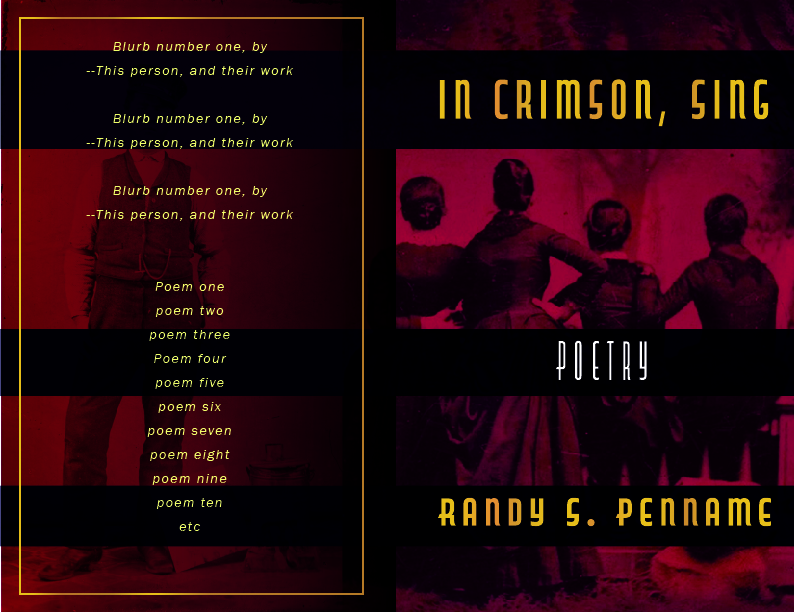 Blurb number one, by
--This person, and their work
Blurb number one, by
--This person, and their work
Blurb number one, by
--This person, and their work
Poem one
poem two
poem three
Poem four
poem five
poem six
poem seven
poem eight
poem nine
poem ten
etc
IN CRIMSON, SING
POETRY
RANDY S. PENNAME